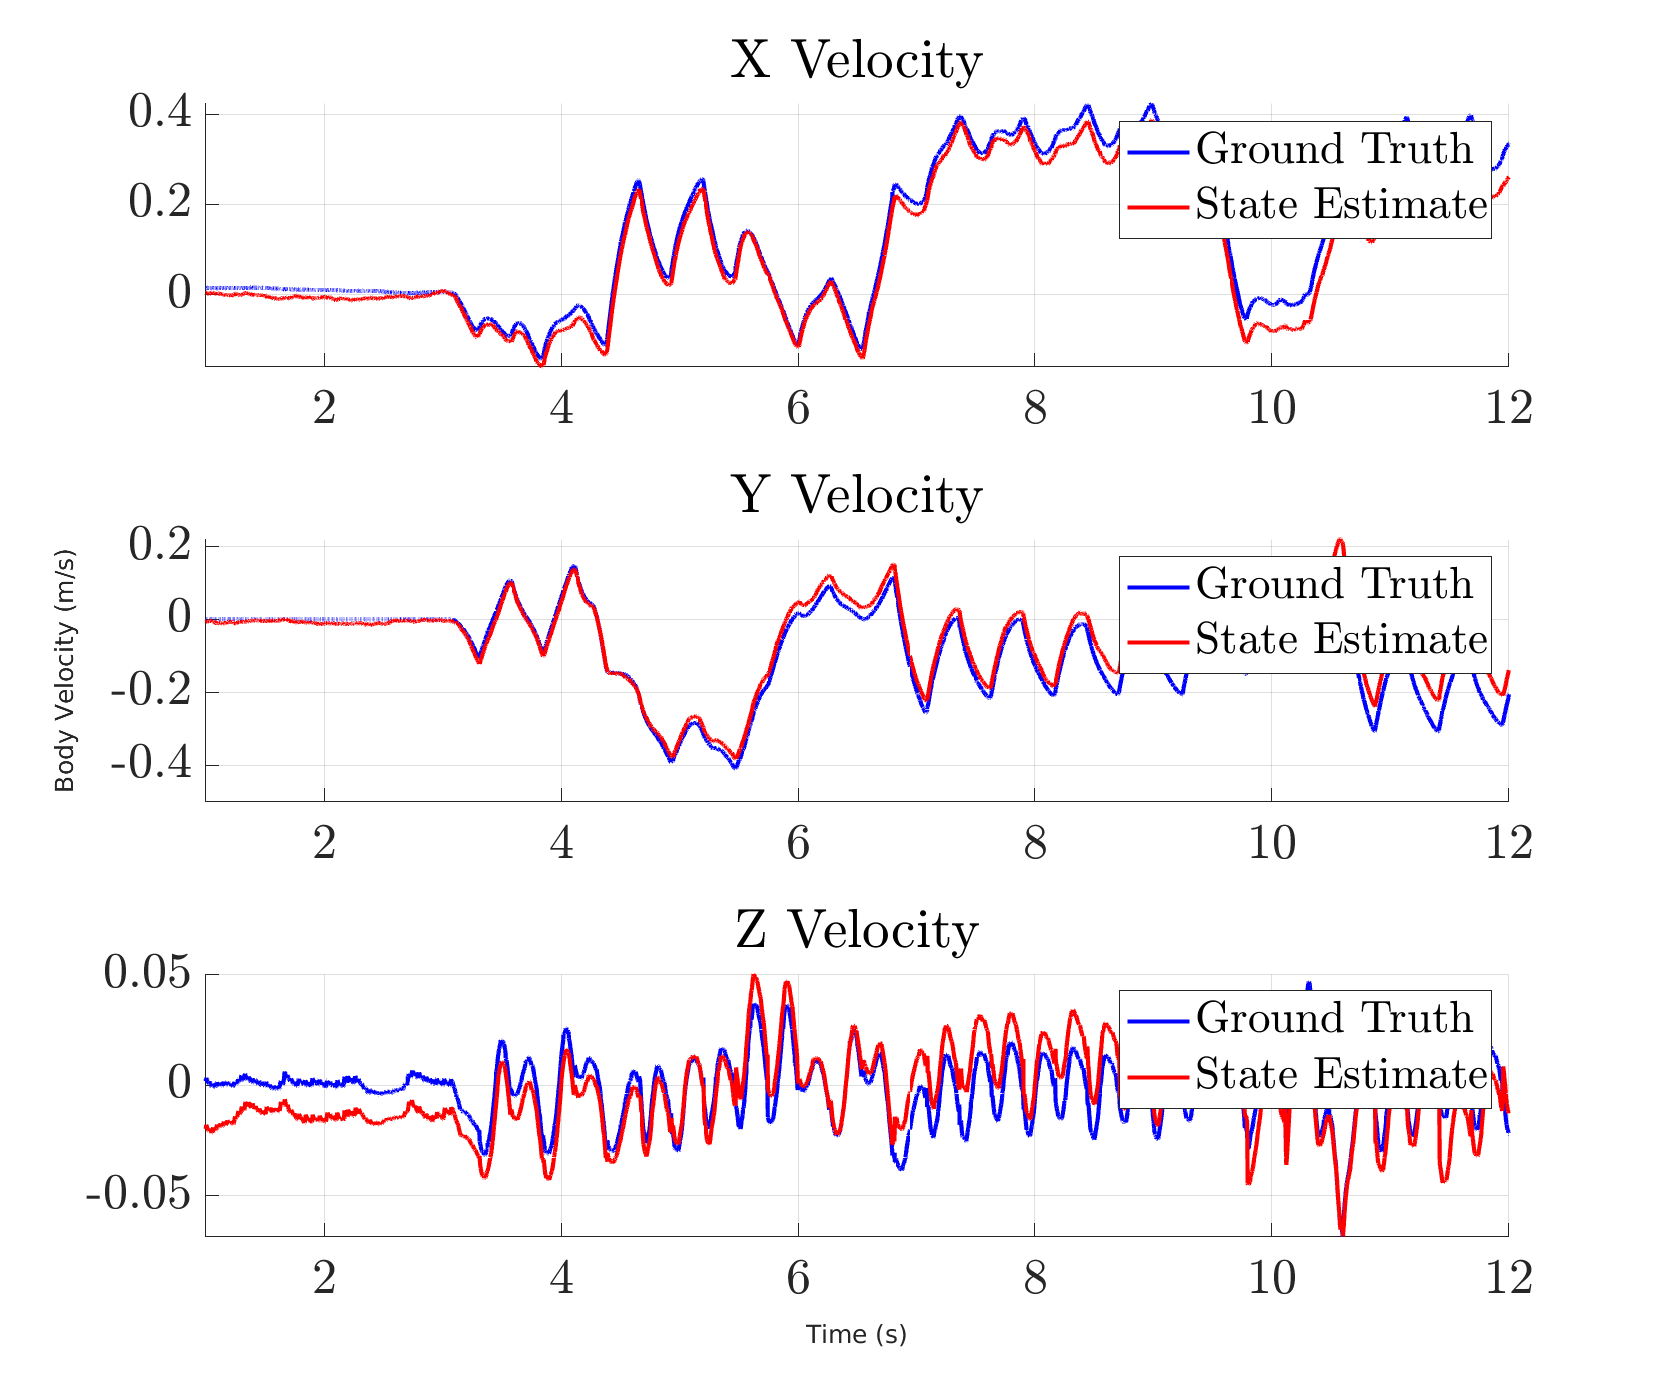 X Velocity
0.4
0.2
0
Ground Truth
State Estimate
2 4 6 8 10 12
Y Velocity
0.2
0
-0.2
-0.4
Ground Truth
State Estimate
Body Velocity (m/s)
2 4 6 8 10 12
Z Velocity
0.05
0
-0.05
Ground Truth
State Estimate
2 4 6 8 10 12
Time (s)